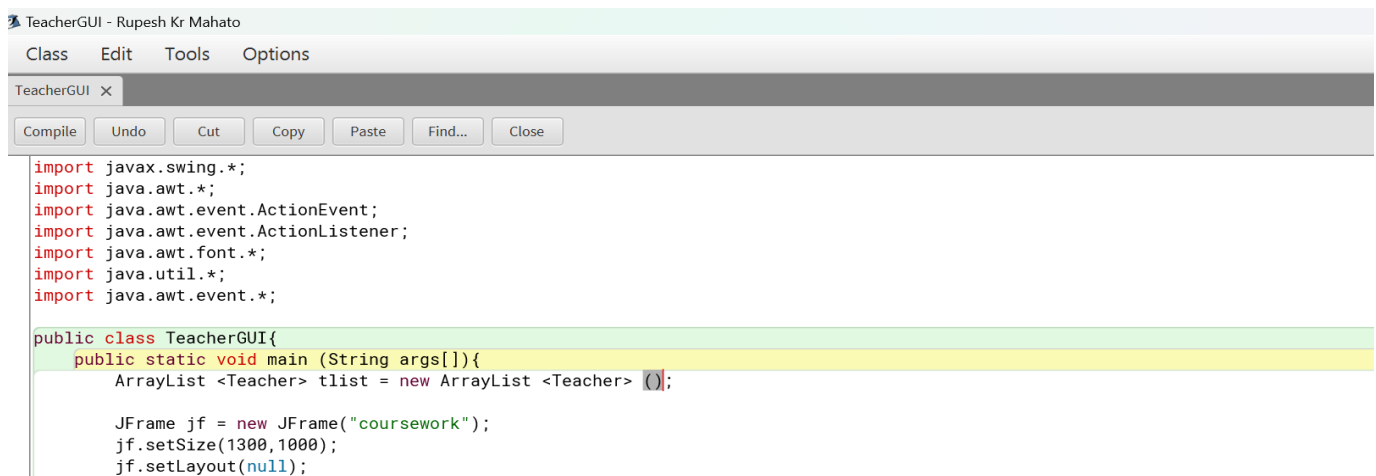 TeacherGUI - Rupesh Kr Mahato
Class Edit Tools Options
TeacherGUI ×
Compile Undo Cut Copy Paste Find... Close
import javax.swing.*;
import java.awt.*;
import java.awt.event.ActionEvent;
import java.awt.event.ActionListener;
import java.awt.font.*;
import java.util.*;
import java.awt.event.*;
public class TeacherGUI{
public static void main (String args[]){
ArrayList <Teacher> tlist = new ArrayList <Teacher> ();
JFrame jf = new JFrame("coursework");
jf.setSize(1300,1000);
jf.setLayout(null);